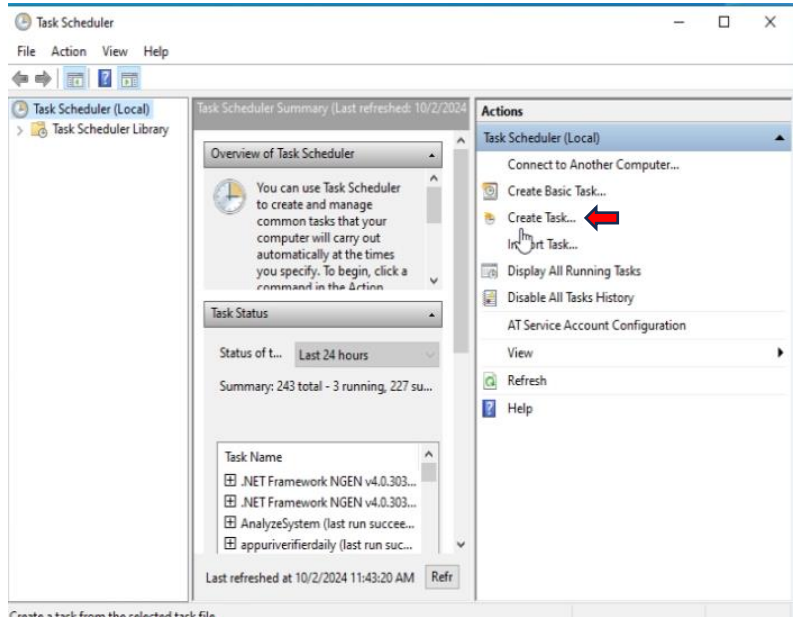 Task Scheduler
File Action View Help
Task Scheduler (Local)
Task Scheduler Library
Task Scheduler Summary (Last refreshed: 10/2/2024
Overview of Task Scheduler
You can use Task Scheduler
to create and manage
common tasks that your
computer will carry out
automatically at the times
you specify. To begin, click a
command in the Action
Task Status
Status of t... Last 24 hours
Summary: 243 total - 3 running, 227 su...
Task Name
.NET Framework NGEN v4.0.303...
.NET Framework NGEN v4.0.303...
AnalyzeSystem (last run succee...
appuriverifierdaily (last run suc...
Last refreshed at 10/2/2024 11:43:20 AM Refr
Actions
Task Scheduler (Local)
Connect to Another Computer...
Create Basic Task...
Create Task...
Task...
Display All Running Tasks
Disable All Tasks History
AT Service Account Configuration
View
Refresh
Help
Create a task from the selected task file